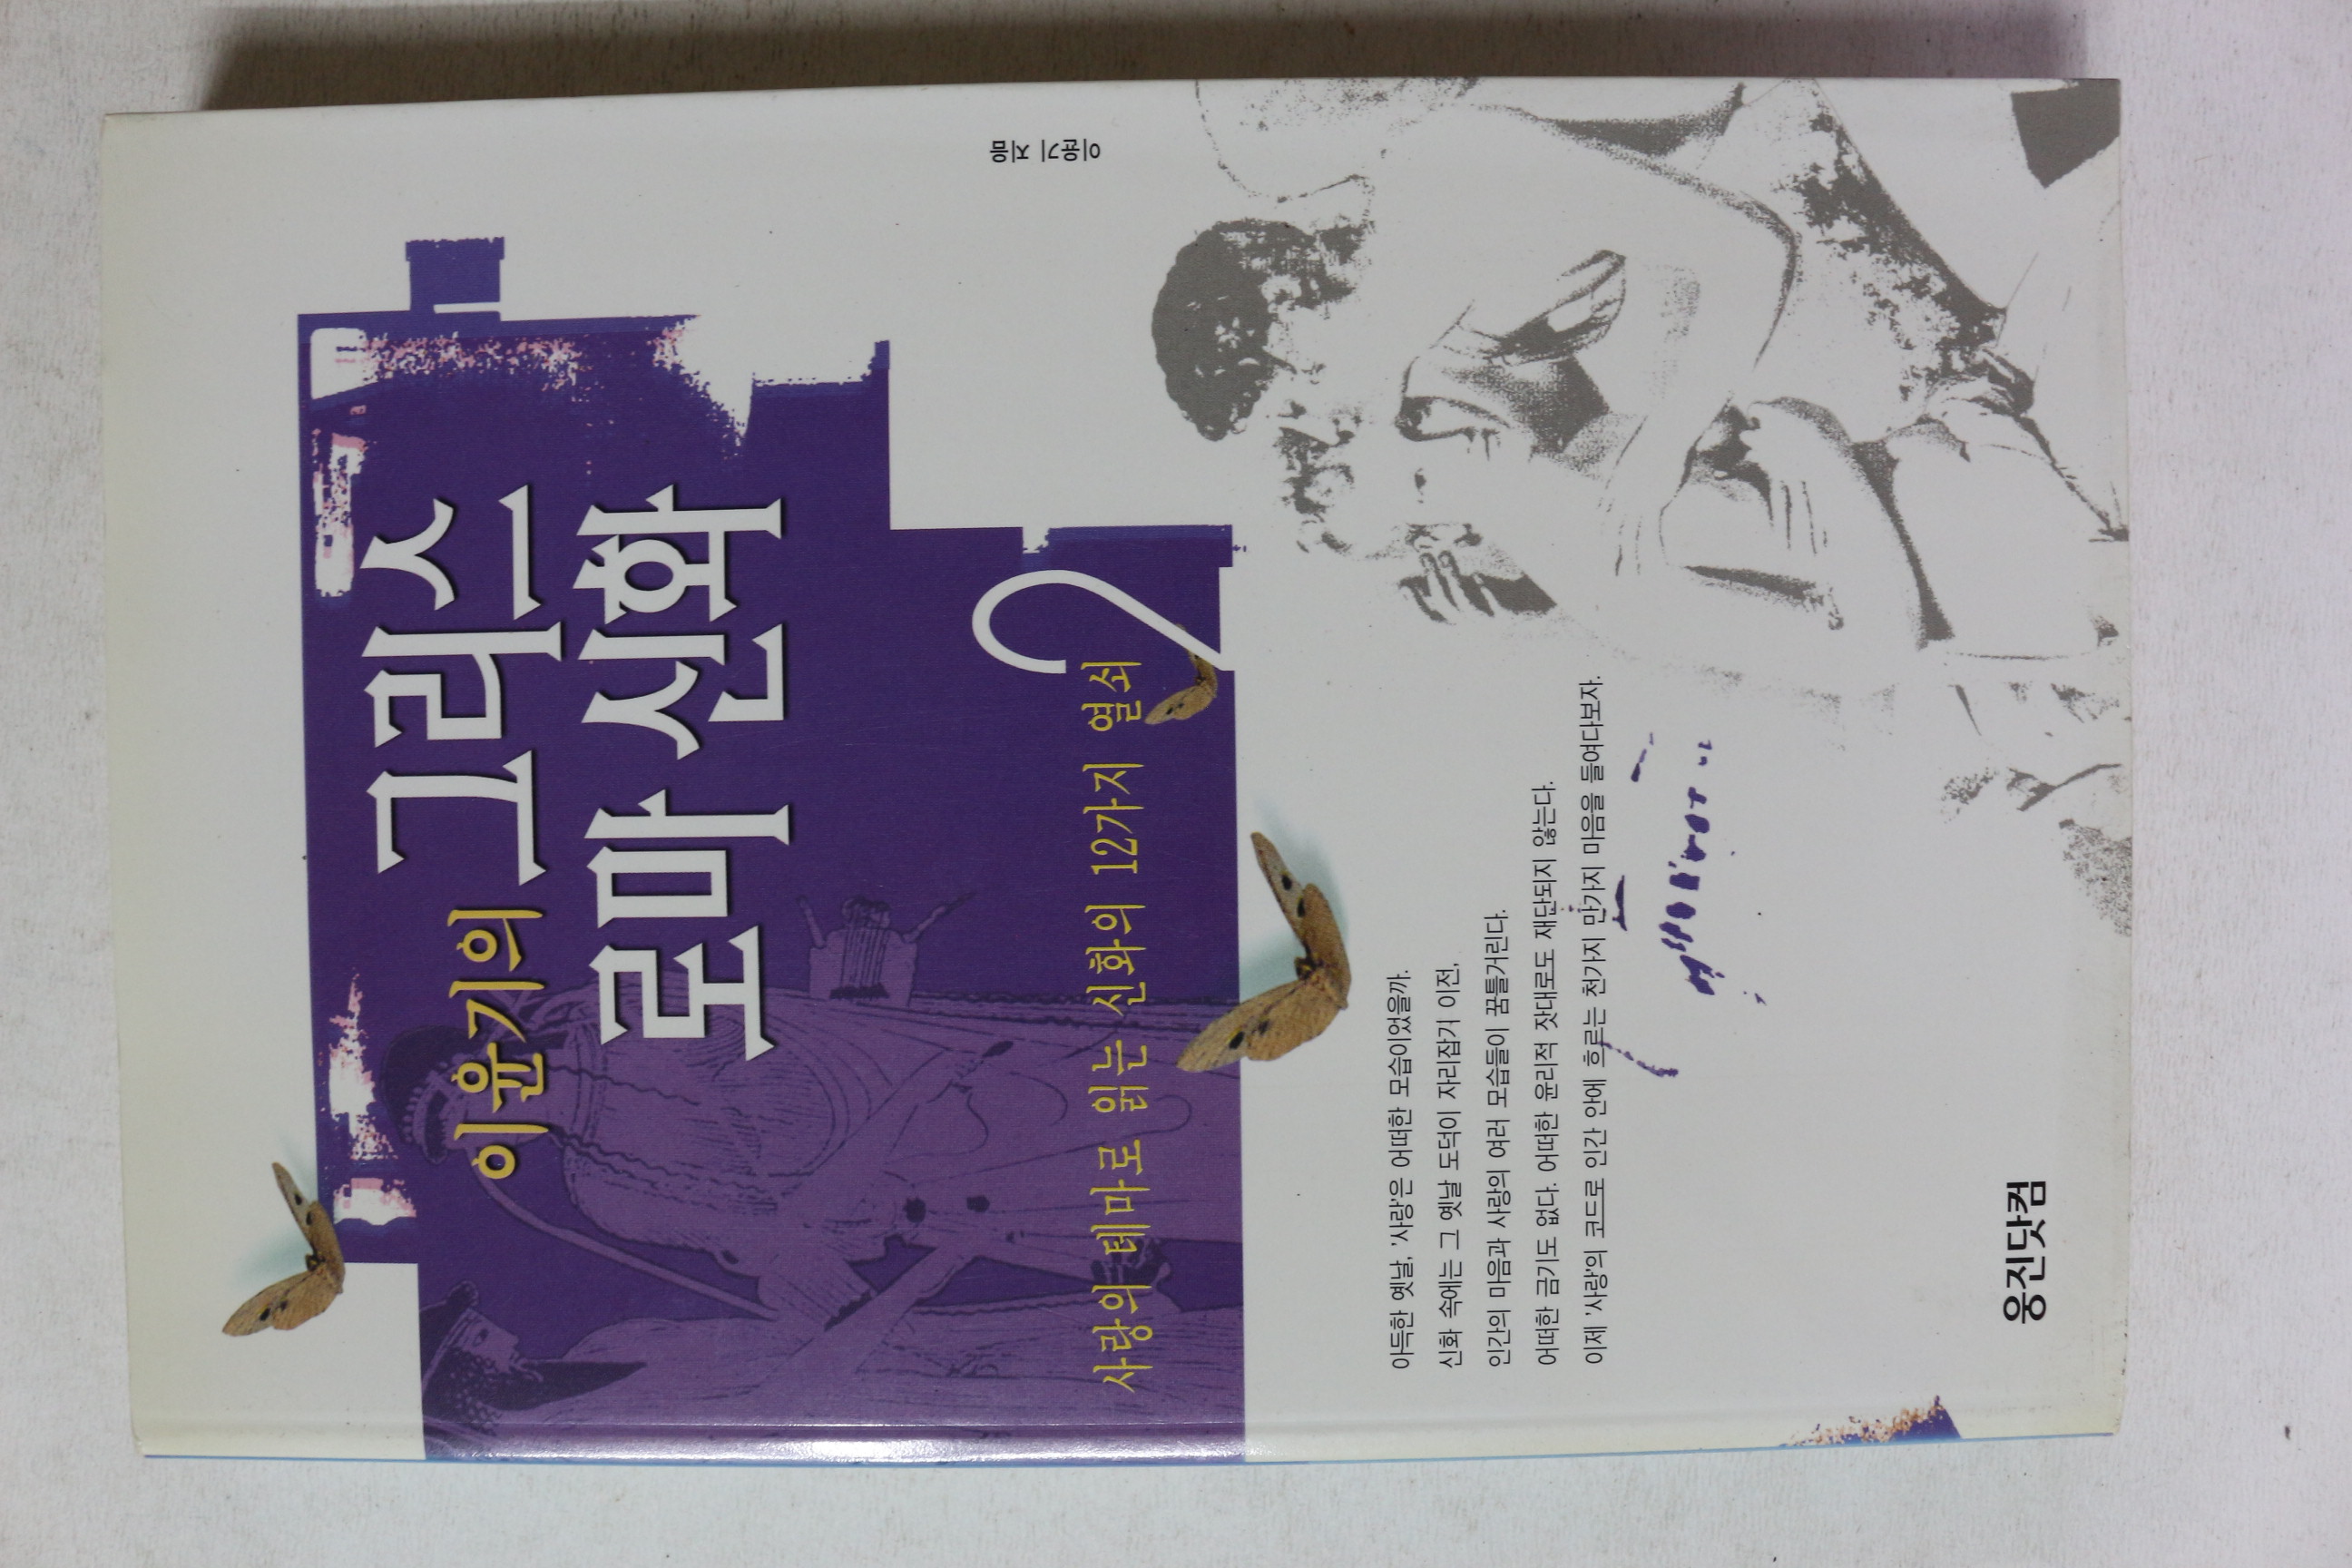 이윤기의 그리스
로마 신화
2
사랑의 테마로 읽는 신화의 12가지 열쇠
이윤기 지음
아득한 옛날, '사랑'은 어떠한 모습이었을까.
신화 속에는 그 옛날 도덕이 자리잡기 이전,
인간의 마음과 사랑의 여러 모습들이 꿈틀거린다.
어떠한 금기도 없다. 어떠한 윤리적 잣대로도 재단되지 않는다.
이제 '사랑'의 코드로 인간 안에 흐르는 천가지 만가지 마음을 들여다보자.
웅진닷컴